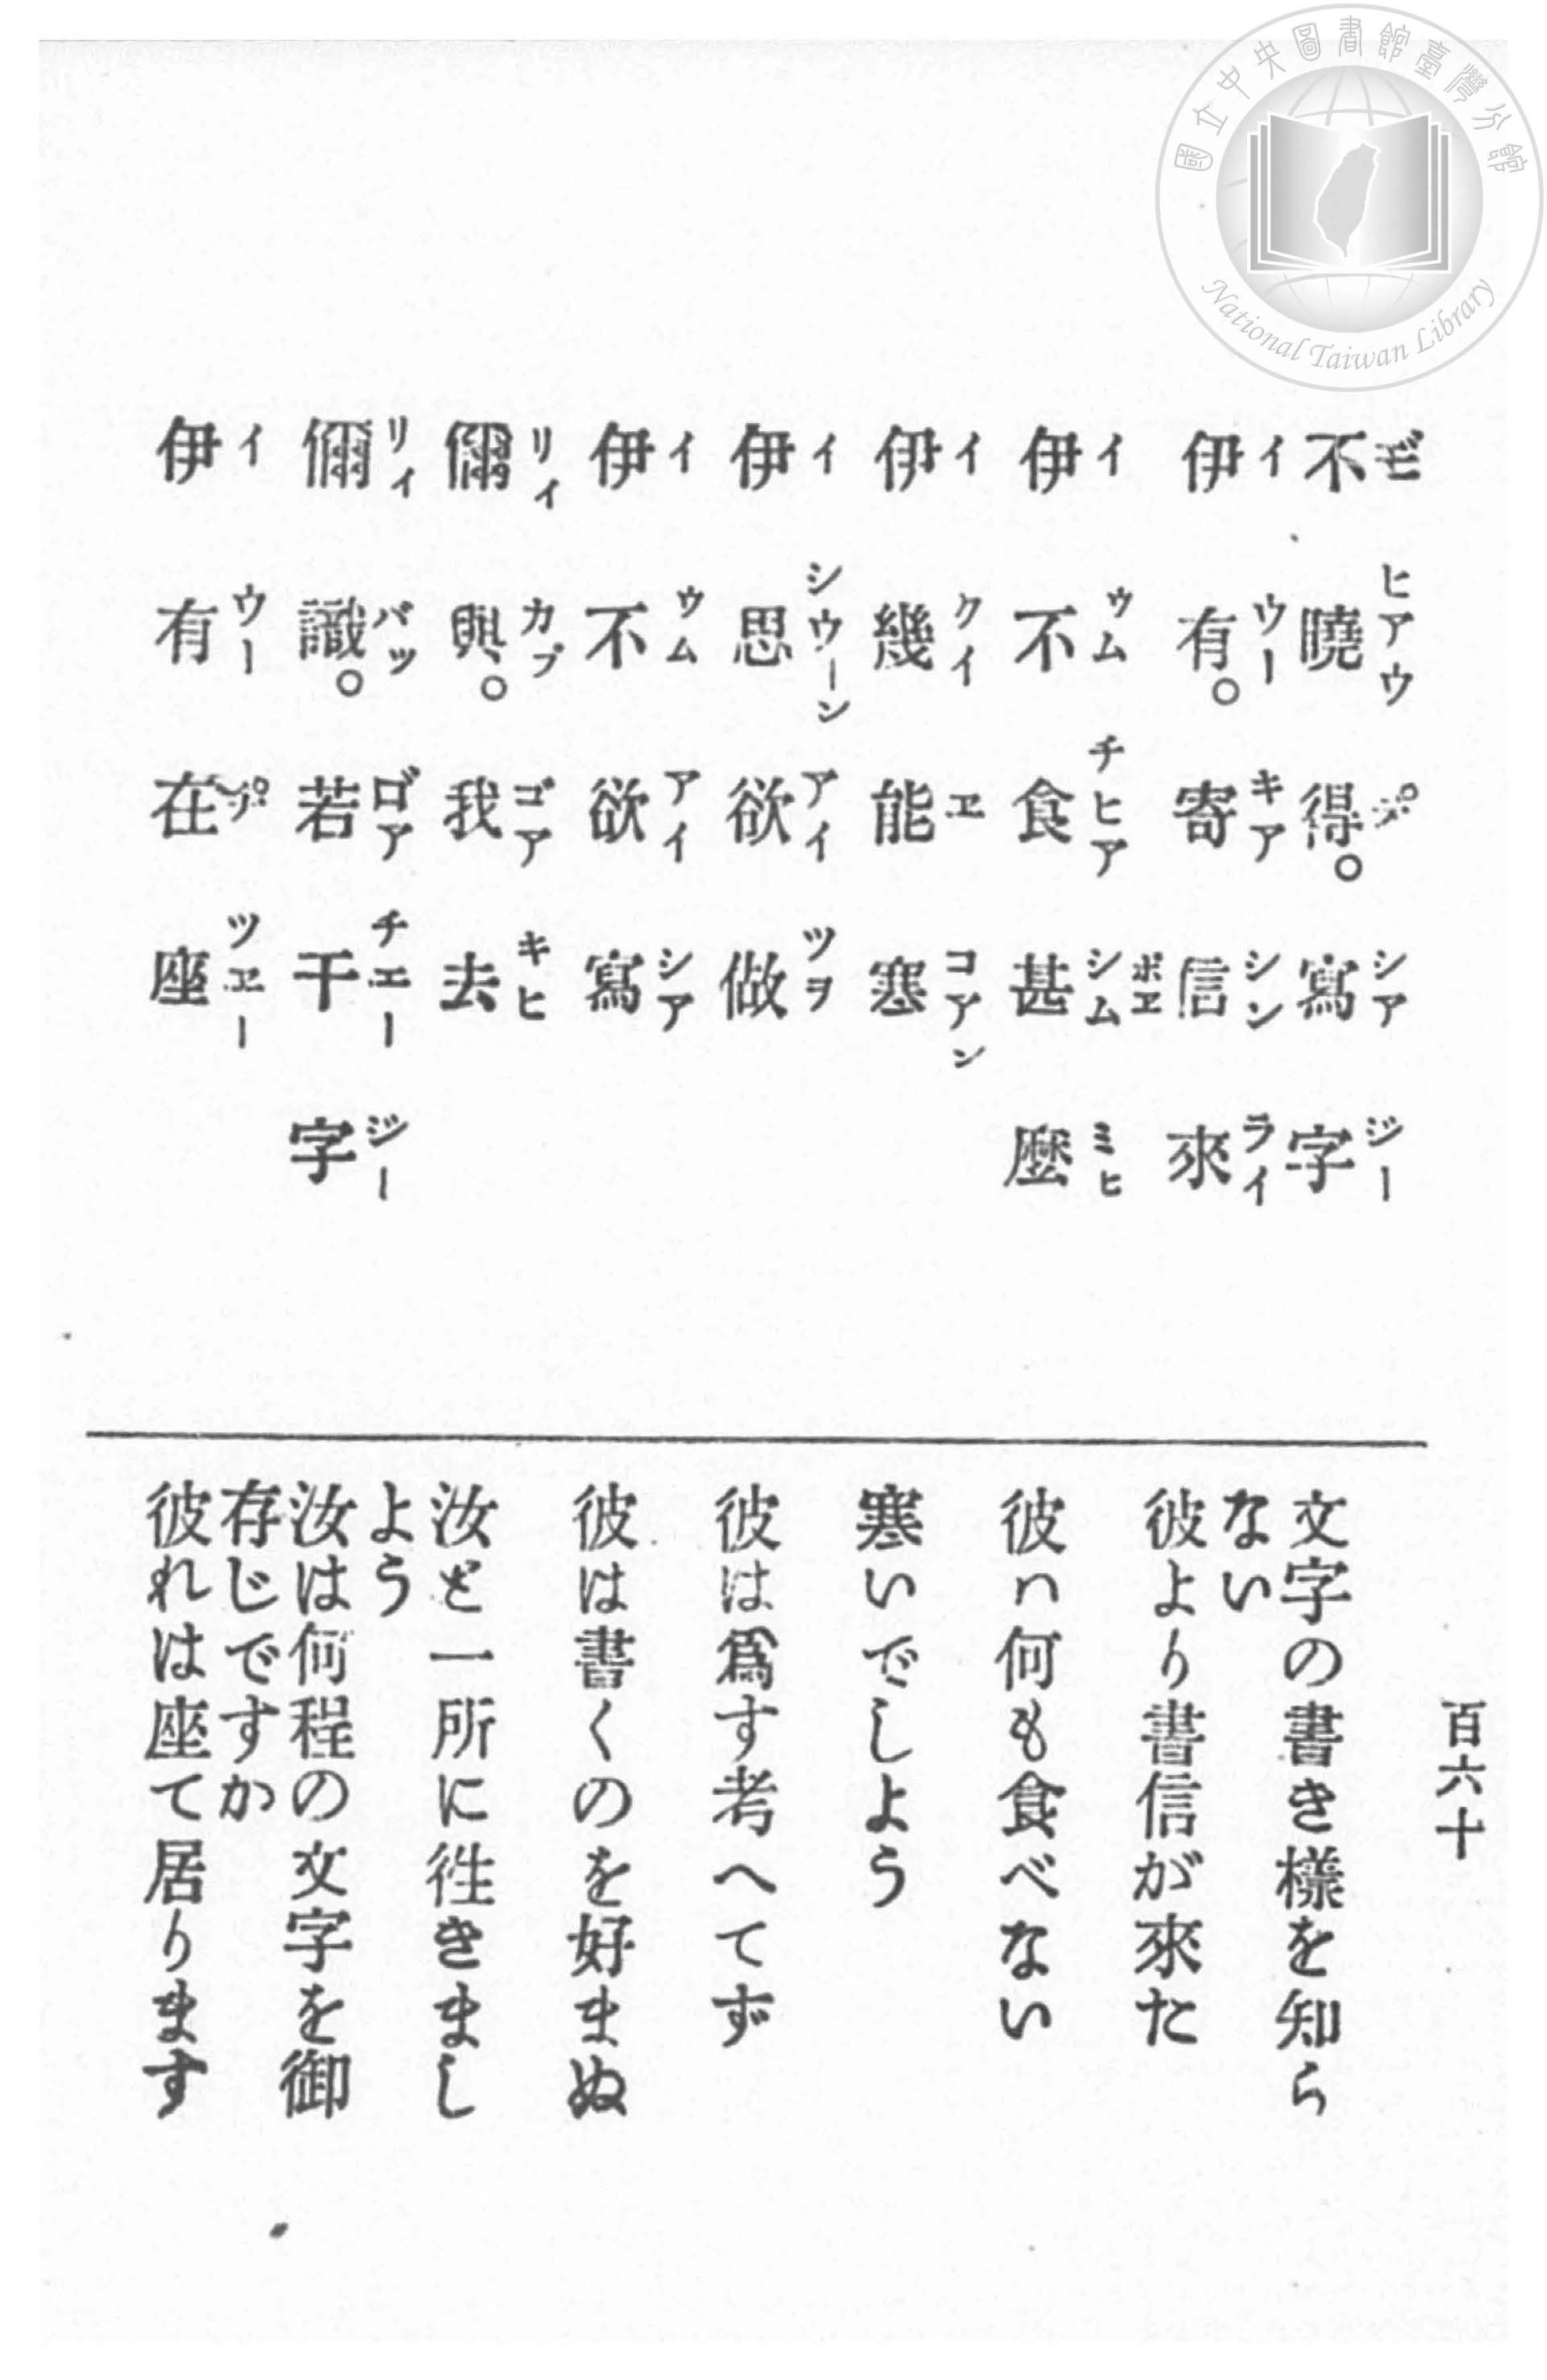 國立中央圖書館臺灣分館
National Taiwan Library
百六十
不曉得。寫字
モ ヒアウ デ シア ジー
伊有。寄信來
イ ウー キア シン ライ
ポヱ
伊不食甚麼
イ ウム チヒア シム ミヒ
伊幾能寒
イ クイ ヱ コアン
伊思欲做
イ シウーン アイ ツヲ
伊不欲寫
イ ウム アイ シア
儞與。我去
リイ カプ ゴア キヒ
儞識。若干字
リイ バツ ゴア チエー ジー
伊有在座
イ ウー デ ツヱー
文字の書き樣を知ら
ない
彼より書信が來た
彼ハ何も食べない
寒いでしよう
彼は爲す考へてず
彼は書くのを好まぬ
汝と一所に徃きまし
よう
汝は何程の文字を御
存じですか
彼れは座て居ります